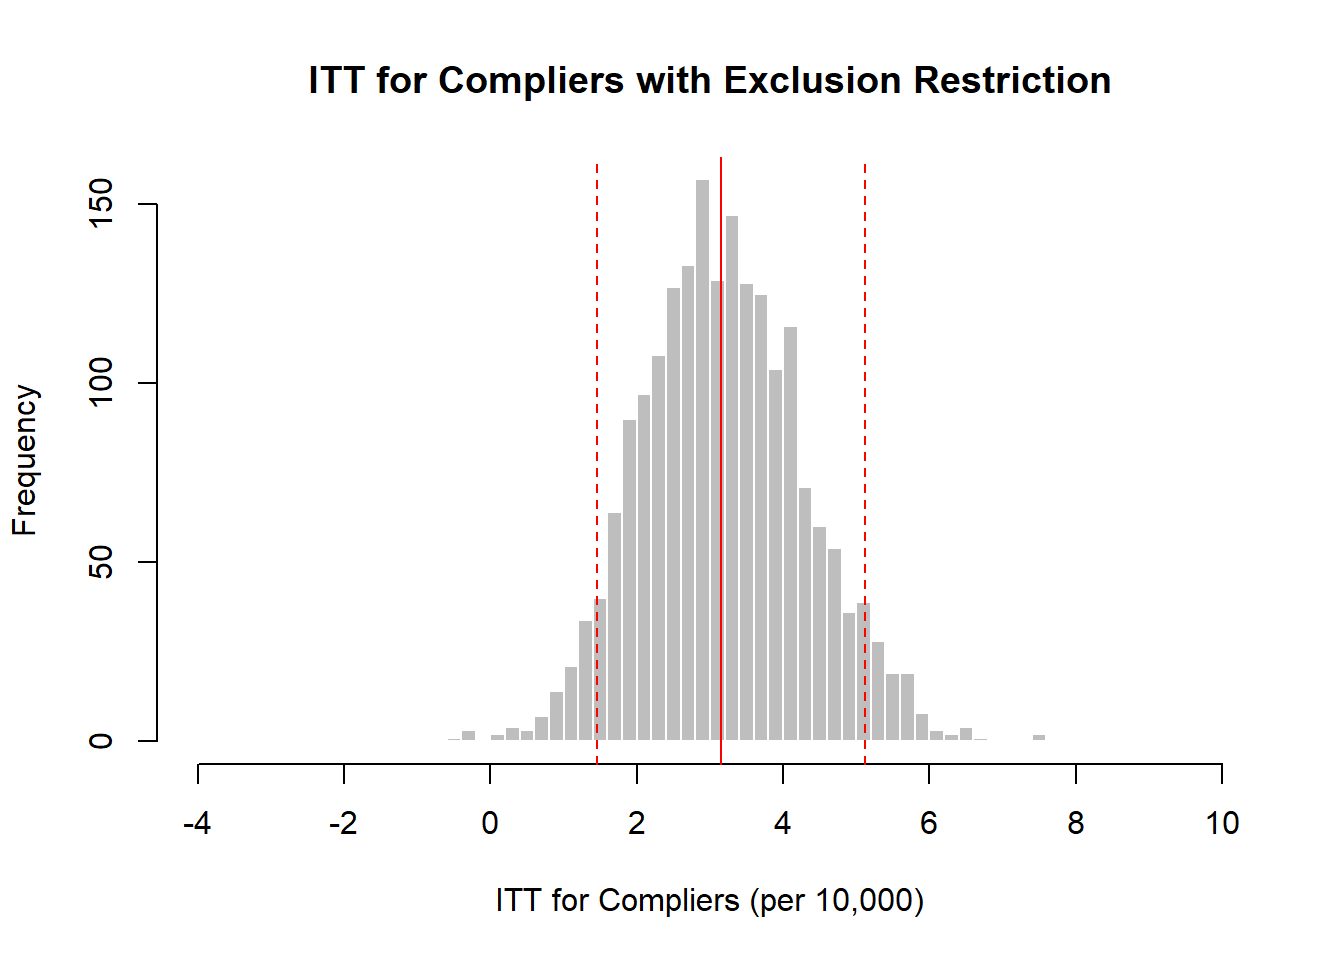 ITT for Compliers with Exclusion Restriction
150
100
50
0
Frequency
-4 -2 0 2 4 6 8 10
ITT for Compliers (per 10,000)